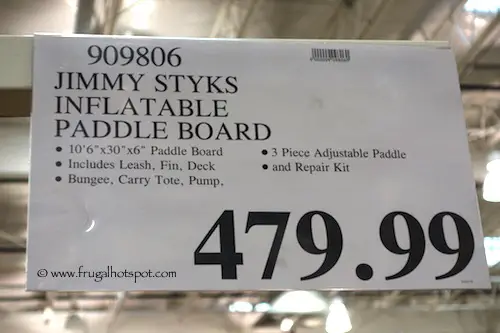 909806
JIMMY STYKS
INFLATABLE
PADDLE BOARD
• 10'6"x30"x6" Paddle Board
• Includes Leash, Fin, Deck
• Bungee, Carry Tote, Pump,
• 3 Piece Adjustable Paddle
• and Repair Kit
479.99
© www.frugalhotspot.com